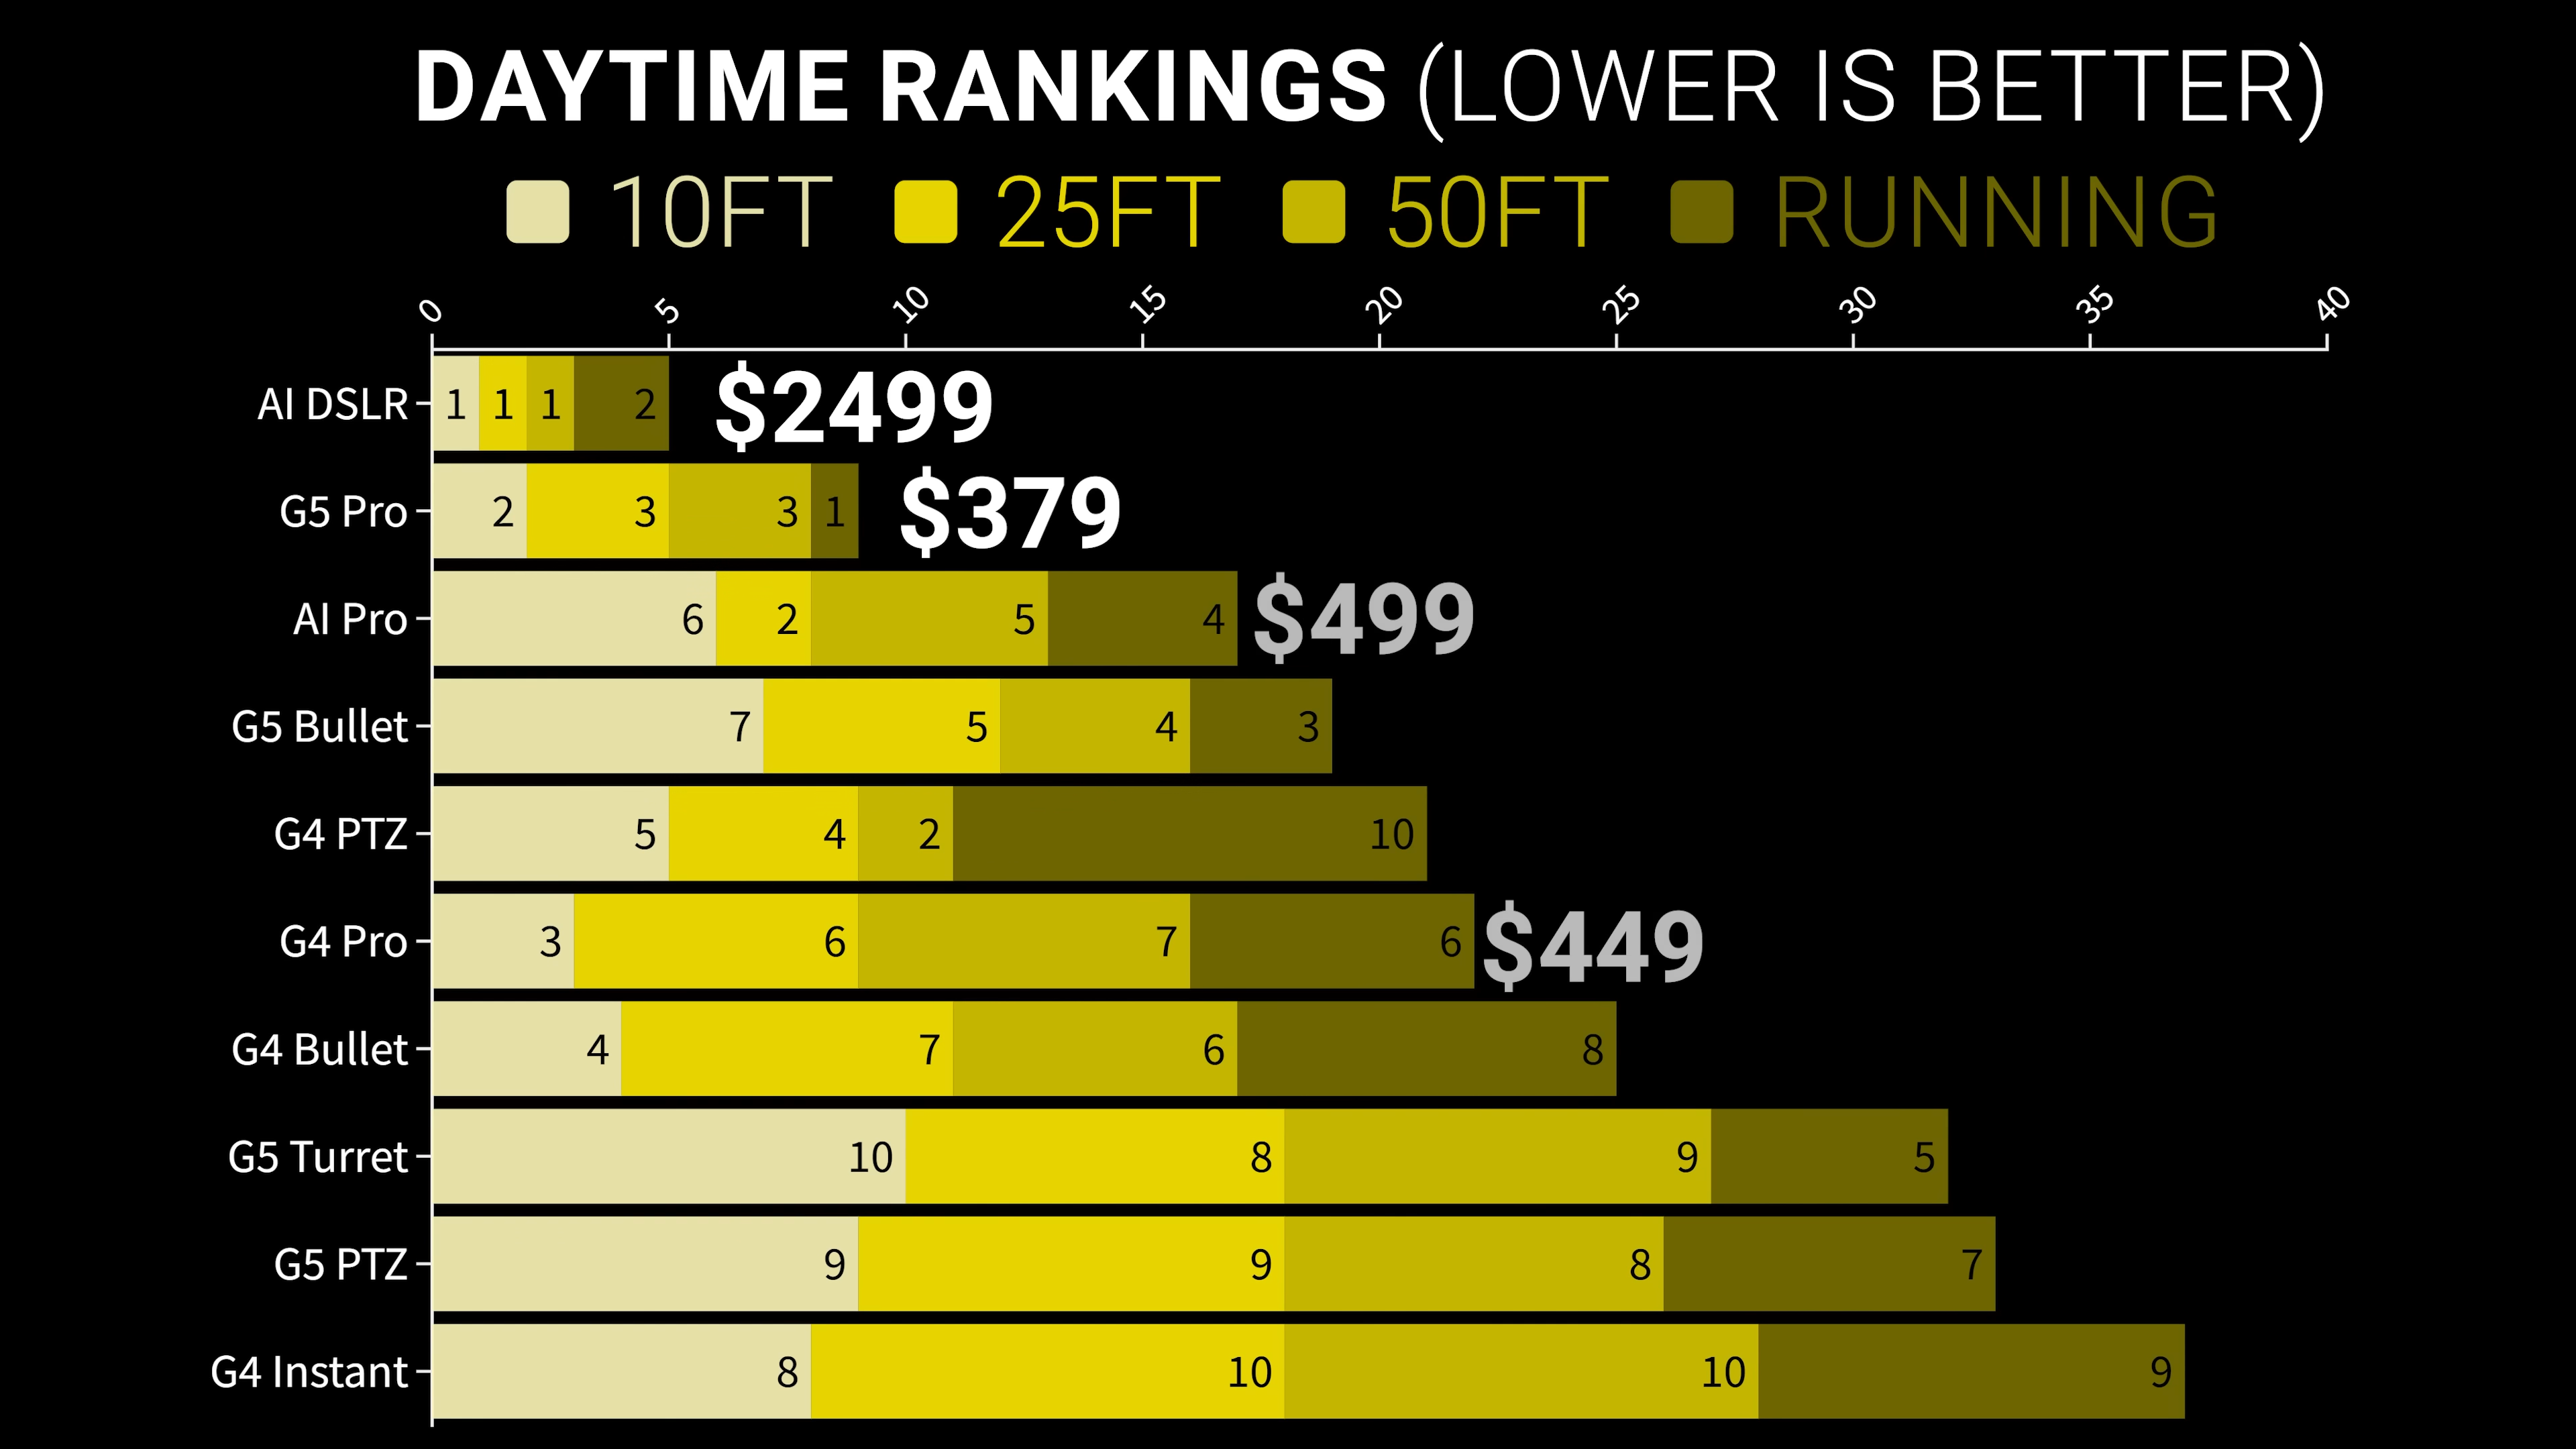 DAYTIME RANKINGS (LOWER IS BETTER)
10FT 25FT 50FT RUNNING
0 5 10 15 20 25 30 35 40
AI DSLR 1 1 1 2 $2499
G5 Pro 2 3 3 1 $379
AI Pro 6 2 5 4 $499
G5 Bullet 7 5 4 3
G4 PTZ 5 4 2 10
G4 Pro 3 6 7 6 $449
G4 Bullet 4 7 6 8
G5 Turret 10 8 9 5
G5 PTZ 9 9 8 7
G4 Instant 8 10 10 9